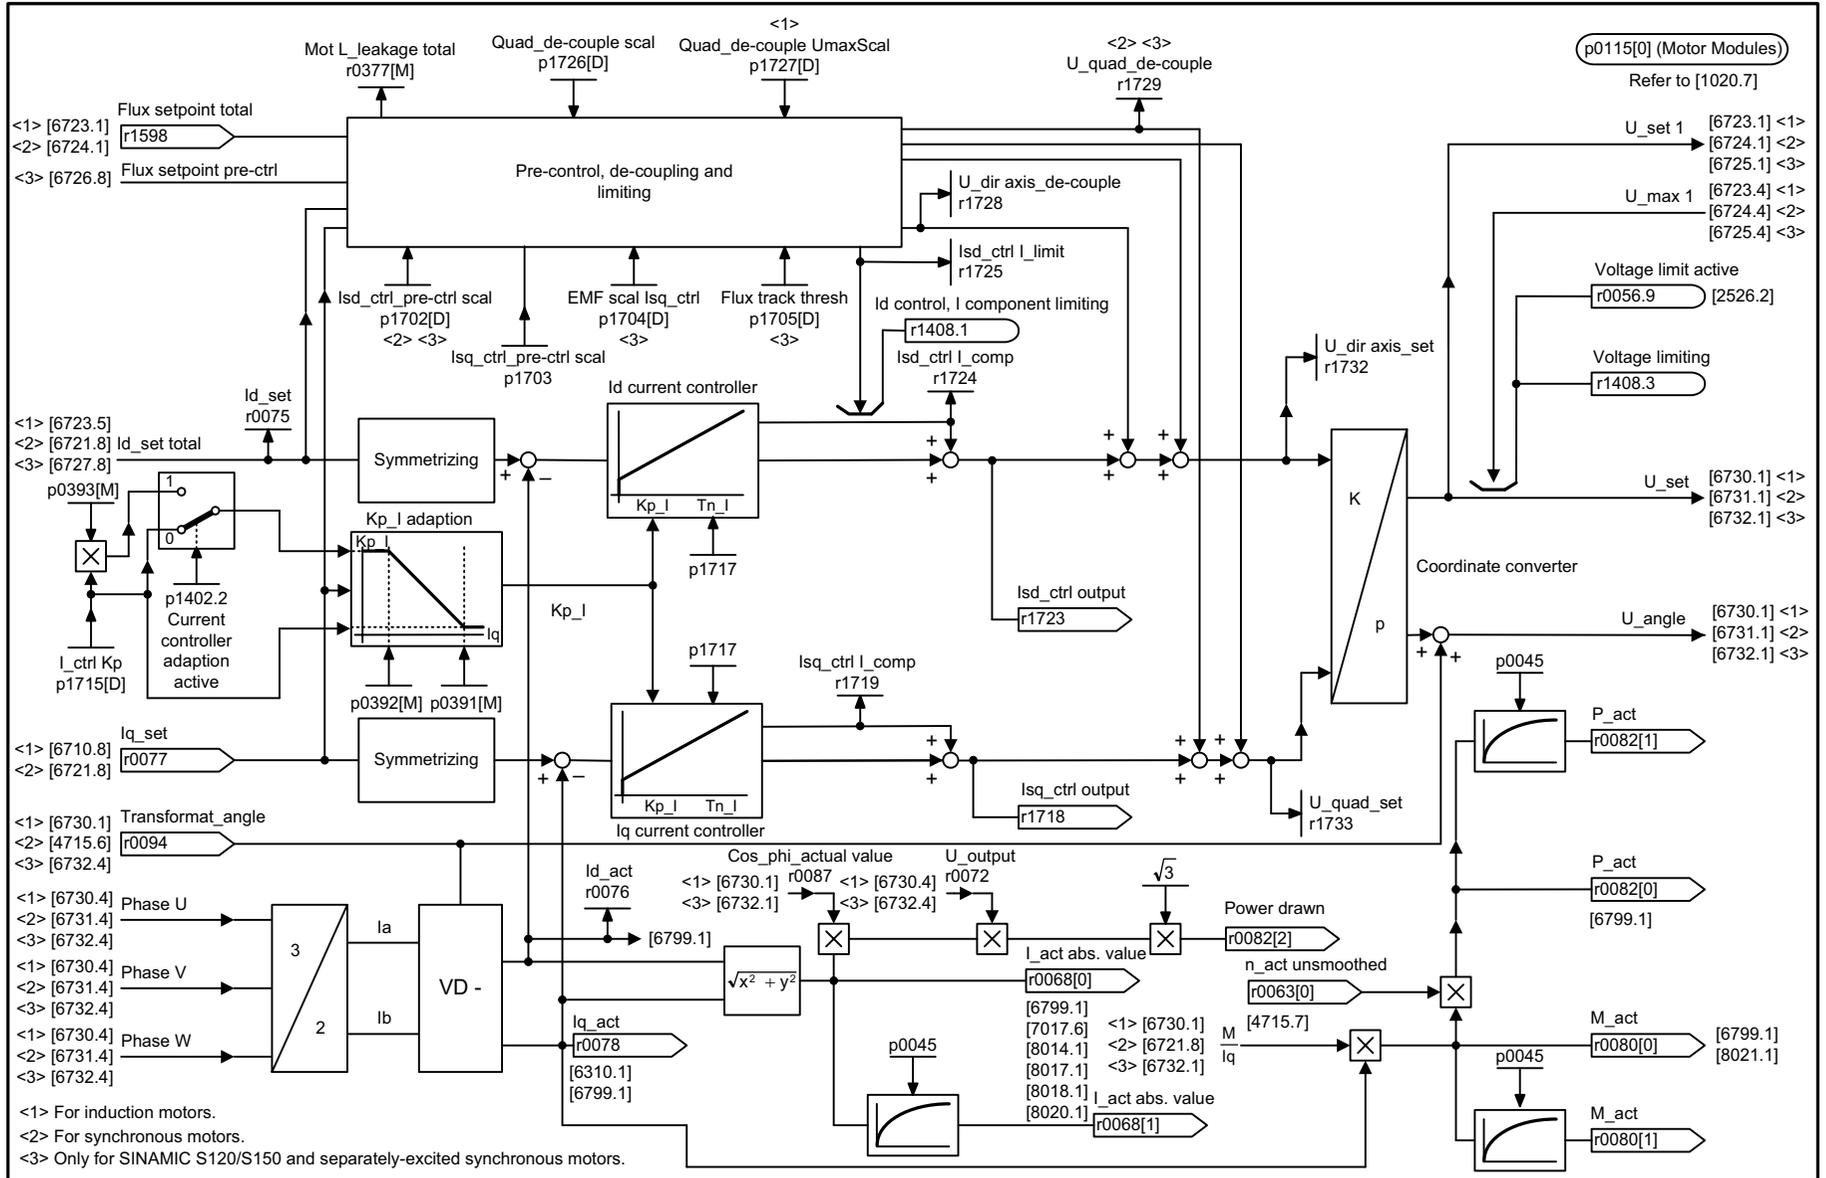 <1>
Mot L_leakage total
r0377[M]
Quad_de-couple scal
p1726[D]
Quad_de-couple UmaxScal
p1727[D]
<2> <3>
U_quad_de-couple
r1729
p0115[0] (Motor Modules)
Refer to [1020.7]
Flux setpoint total
<1> [6723.1]
<2> [6724.1]
r1598
<3> [6726.8]
Flux setpoint pre-ctrl
Pre-control, de-coupling and
limiting
U_dir axis_de-couple
r1728
Isd_ctrl I_limit
r1725
U_set 1
[6723.1] <1>
[6724.1] <2>
[6725.1] <3>
U_max 1
[6723.4] <1>
[6724.4] <2>
[6725.4] <3>
Voltage limit active
r0056.9
[2526.2]
Voltage limiting
r1408.3
Isd_ctrl_pre-ctrl scal
p1702[D]
<2> <3>
Isq_ctrl_pre-ctrl scal
p1703
EMF scal Isq_ctrl
p1704[D]
<3>
Flux track thresh
p1705[D]
<3>
Id control, I component limiting
r1408.1
Isd_ctrl I_comp
r1724
U_dir axis_set
r1732
Id current controller
Kp_I
Tn_I
p1717
Id_set
r0075
<1> [6723.5]
<2> [6721.8]
<3> [6727.8]
Id_set total
Symmetrizing
+
−
+
+
+
+
+
+
p0393[M]
1
0
p1402.2
Current
controller
adaption
active
I_ctrl Kp
p1715[D]
Kp_I adaption
Kp_I
Iq
p0392[M]
p0391[M]
Kp_I
Isd_ctrl output
r1723
K
p
Coordinate converter
U_set
[6730.1] <1>
[6731.1] <2>
[6732.1] <3>
U_angle
[6730.1] <1>
[6731.1] <2>
[6732.1] <3>
+
+
p1717
Isq_ctrl I_comp
r1719
Iq_set
<1> [6710.8]
<2> [6721.8]
r0077
Symmetrizing
+
−
Kp_I
Tn_I
Iq current controller
+
+
+
+
+
+
Isq_ctrl output
r1718
U_quad_set
r1733
p0045
P_act
r0082[1]
Transformat_angle
<1> [6730.1]
<2> [4715.6]
<3> [6732.4]
r0094
Phase U
<1> [6730.4]
<2> [6731.4]
<3> [6732.4]
Phase V
<1> [6730.4]
<2> [6731.4]
<3> [6732.4]
Phase W
<1> [6730.4]
<2> [6731.4]
<3> [6732.4]
3
2
Ia
Ib
VD -
Id_act
r0076
[6799.1]
Iq_act
r0078
[6310.1]
[6799.1]
Cos_phi_actual value
r0087
<1> [6730.1]
<3> [6732.1]
U_output
r0072
<1> [6730.4]
<3> [6732.4]
√3
Power drawn
r0082[2]
√x² + y²
I_act abs. value
r0068[0]
[6799.1]
[7017.6]
[8014.1]
[8017.1]
[8018.1]
[8020.1]
p0045
I_act abs. value
r0068[1]
P_act
r0082[0]
[6799.1]
n_act unsmoothed
r0063[0]
[4715.7]
<1> [6730.1]
<2> [6721.8]
<3> [6732.1]
M
Iq
M_act
r0080[0]
[6799.1]
[8021.1]
p0045
M_act
r0080[1]
<1> For induction motors.
<2> For synchronous motors.
<3> Only for SINAMIC S120/S150 and separately-excited synchronous motors.